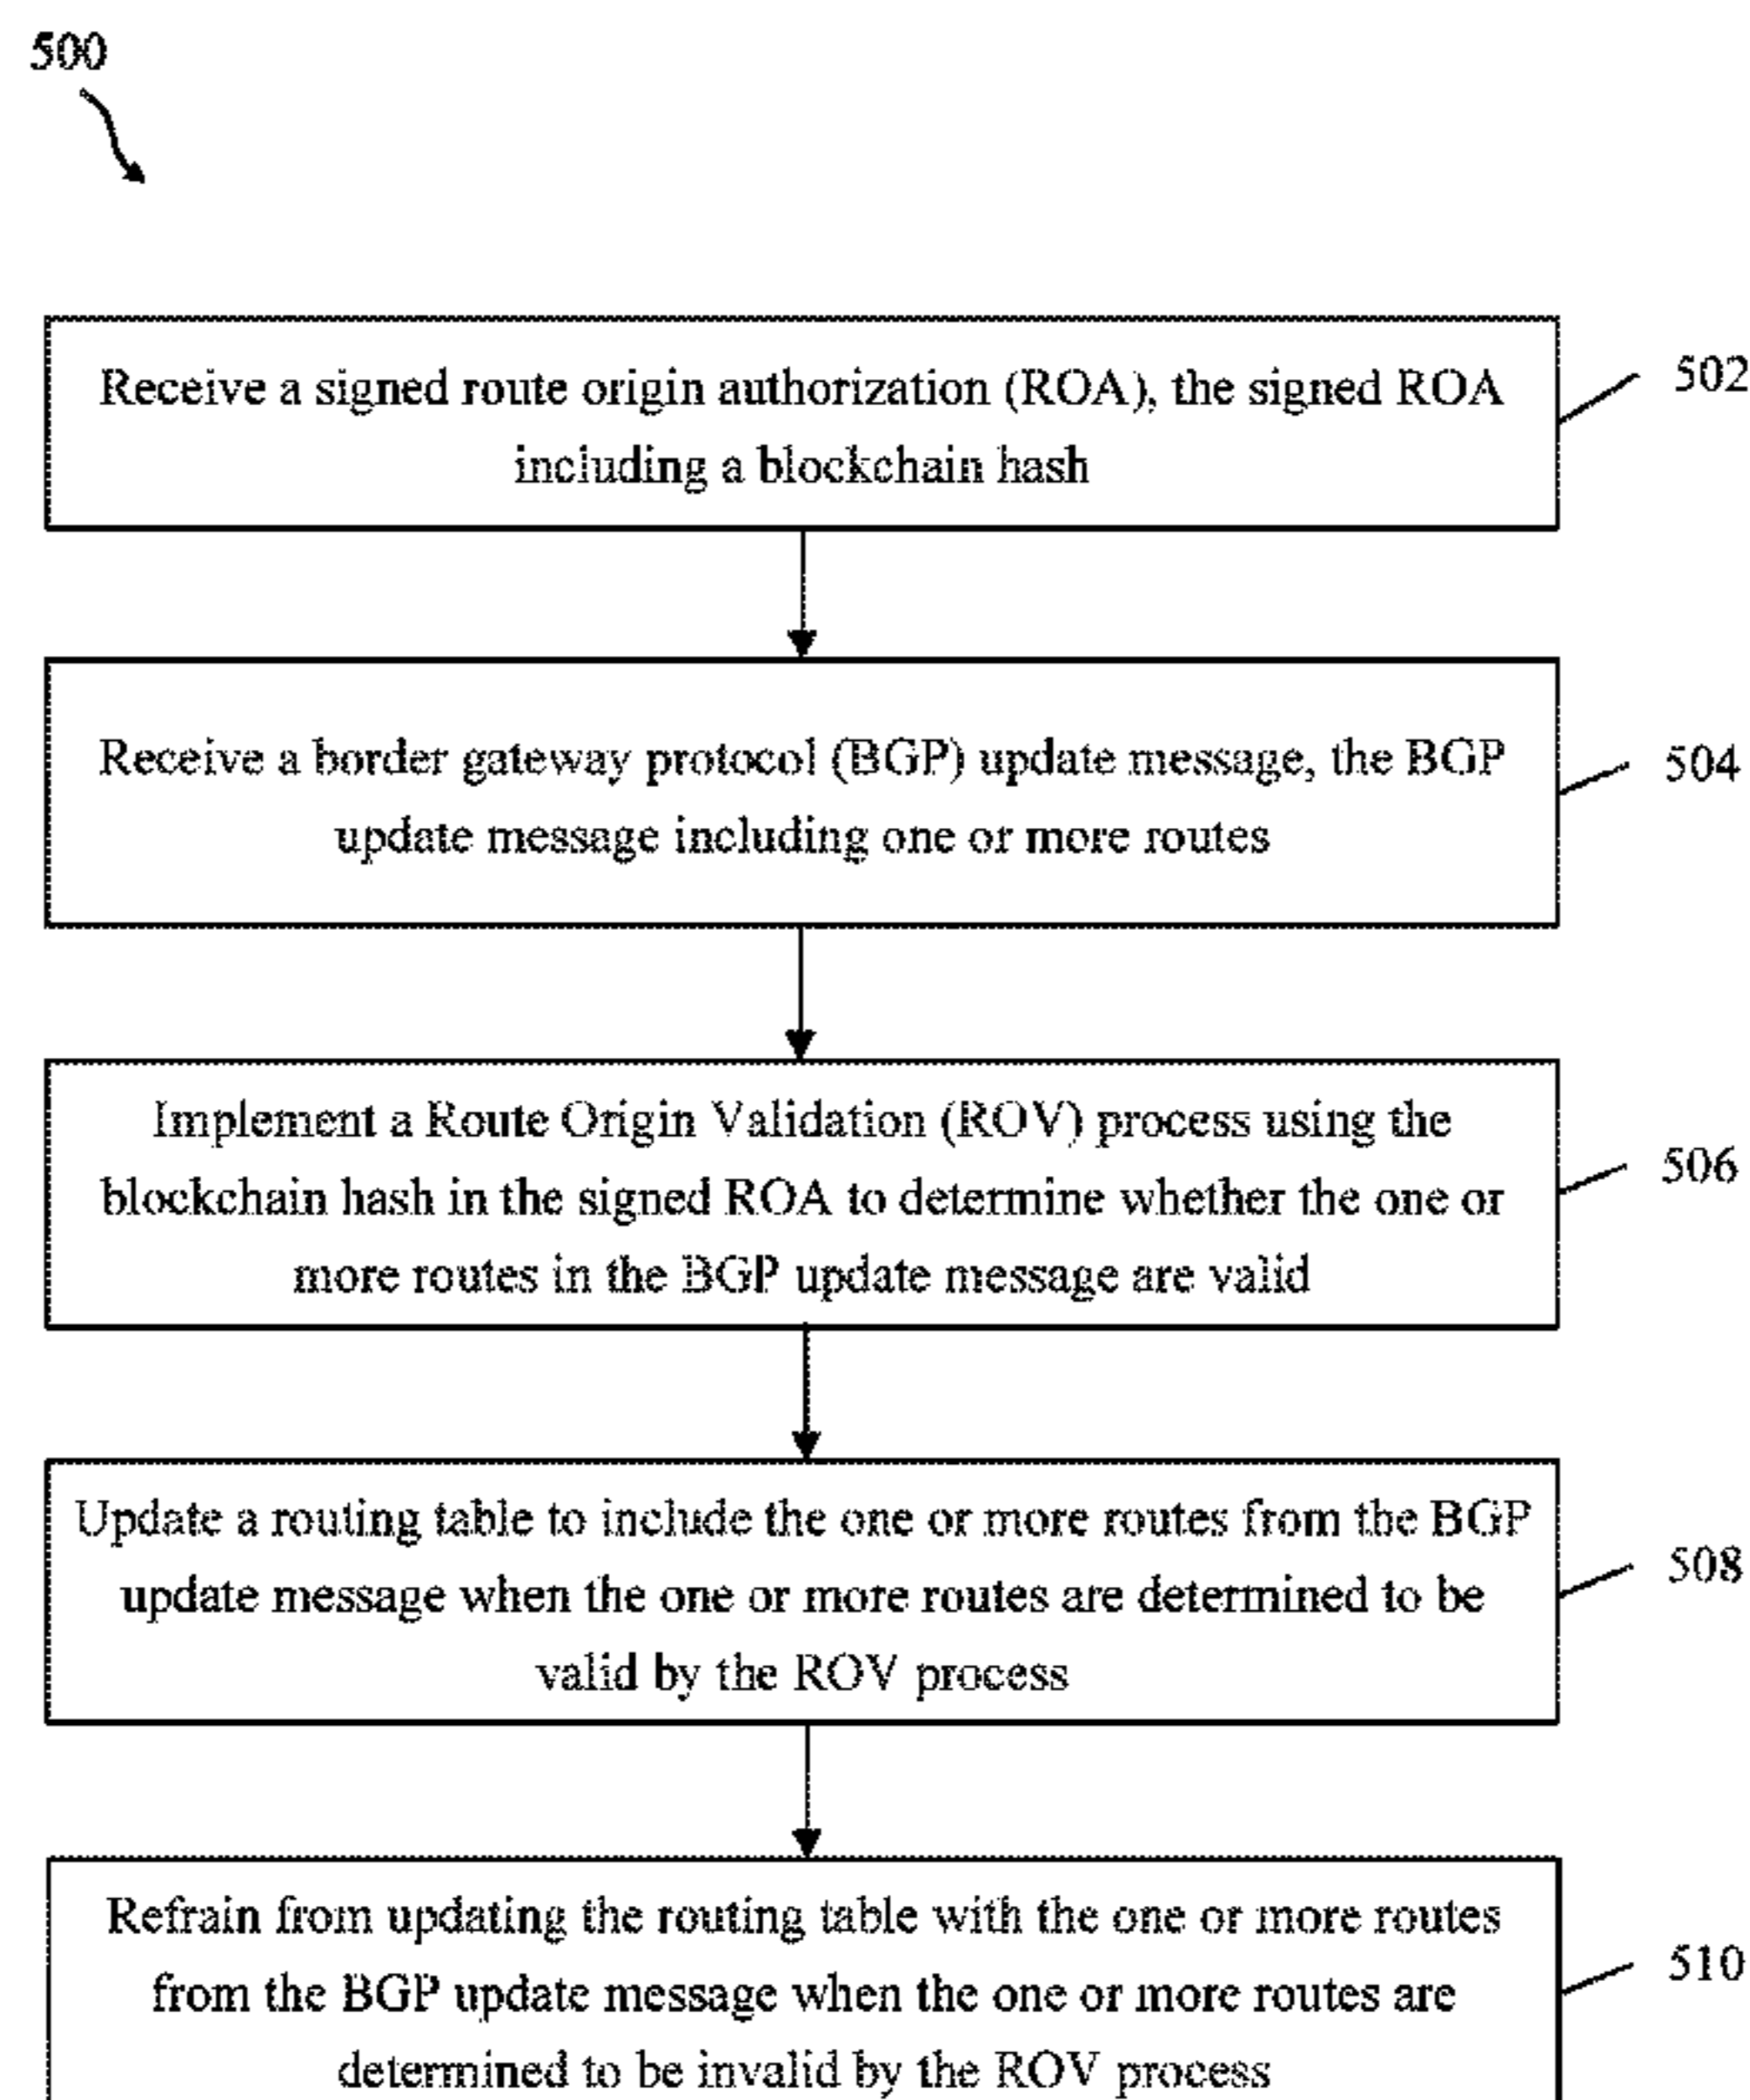 500
Receive a signed route origin authorization (ROA), the signed ROA
including a blockchain hash
502
Receive a border gateway protocol (BGP) update message, the BGP
update message including one or more routes
504
Implement a Route Origin Validation (ROV) process using the
blockchain hash in the signed ROA to determine whether the one or
more routes in the BGP update message are valid
506
Update a routing table to include the one or more routes from the BGP
update message when the one or more routes are determined to be
valid by the ROV process
508
Refrain from updating the routing table with the one or more routes
from the BGP update message when the one or more routes are
determined to be invalid by the ROV process
510